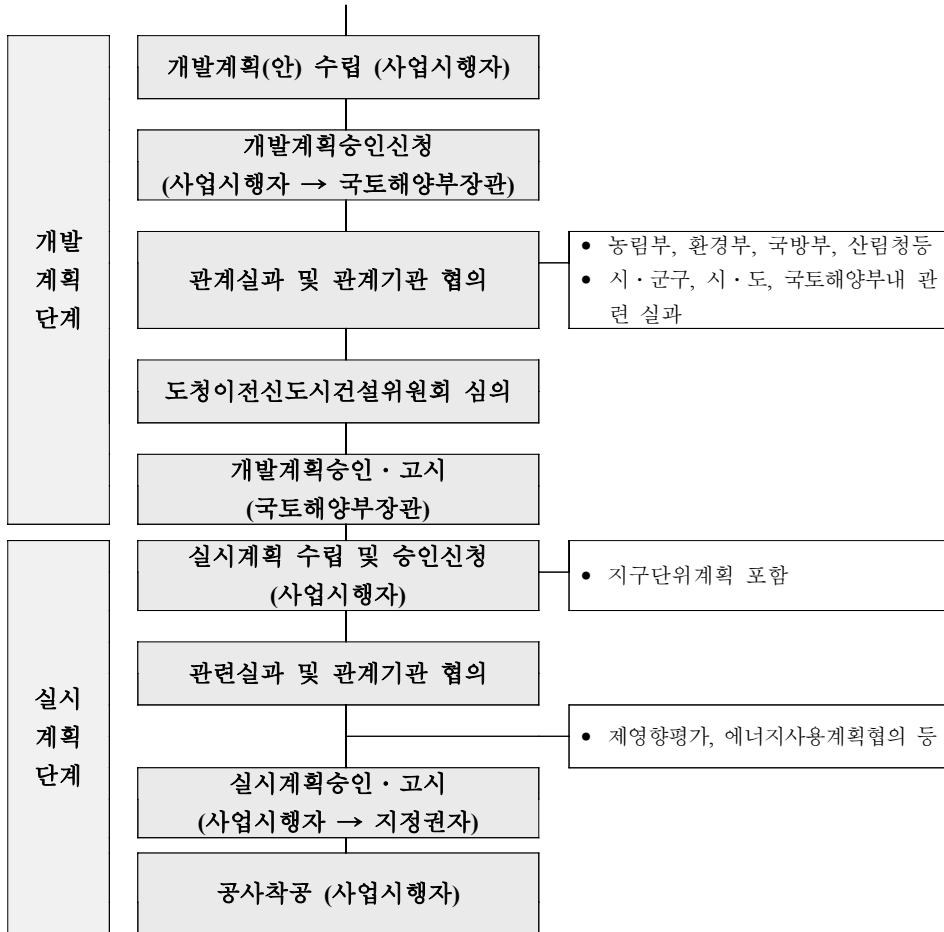 개발계획(안) 수립 (사업시행자)
개발계획승인신청
(사업시행자 → 국토해양부장관)
개발
계획
단계
관계실과 및 관계기관 협의
• 농림부, 환경부, 국방부, 산림청등
• 시·군구, 시·도, 국토해양부내 관
련 실과
도청이전신도시건설위원회 심의
개발계획승인·고시
(국토해양부장관)
실시계획 수립 및 승인신청
(사업시행자)
• 지구단위계획 포함
관련실과 및 관계기관 협의
실시
계획
단계
• 제영향평가, 에너지사용계획협의 등
실시계획승인·고시
(사업시행자 → 지정권자)
공사착공 (사업시행자)